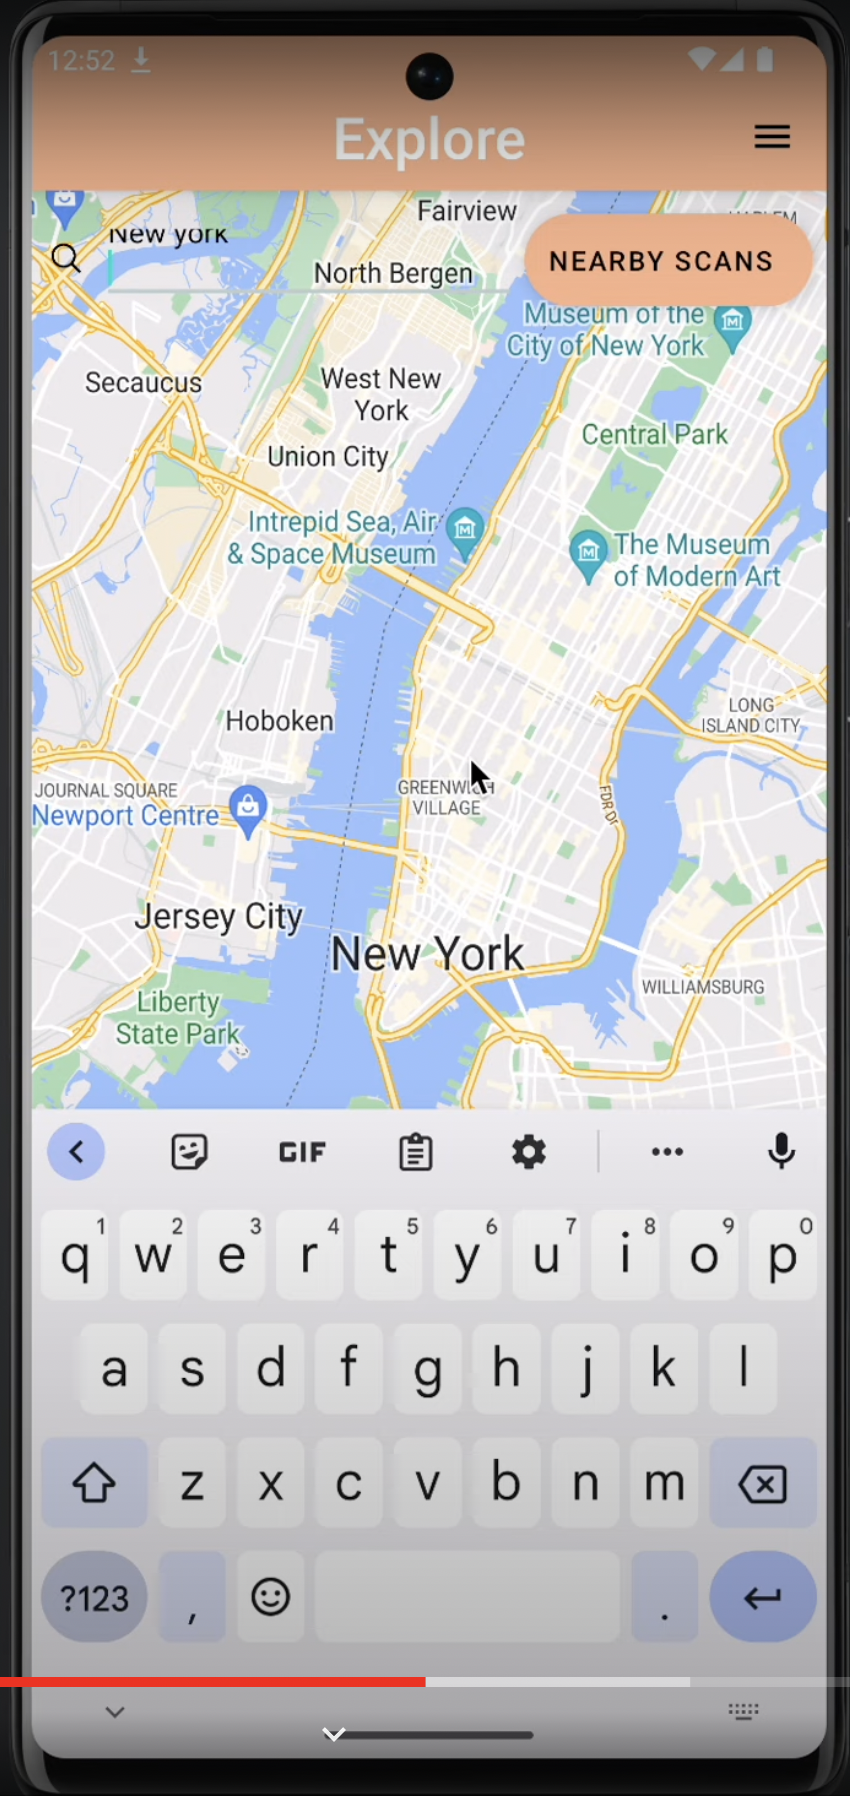 12:52
Explore
Fairview
New york
NEARBY SCANS
North Bergen
Museum of the
City of New York
Secaucus
West New
York
Central Park
Union City
Intrepid Sea, Air
& Space Museum
The Museum
of Modern Art
LONG
ISLAND CITY
Hoboken
JOURNAL SQUARE
Newport Centre
GREENWICH
VILLAGE
FDR Dr
Jersey City
New York
WILLIAMSBURG
Liberty
State Park
GIF
1 2 3 4 5 6 7 8 9 0
q w e r t y u i o p
a s d f g h j k l
z x c v b n m
?123 , .